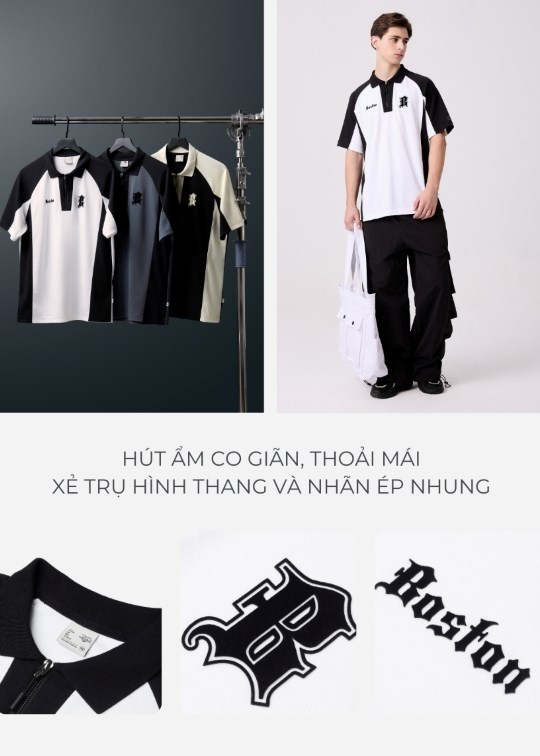 HÚT ẨM CO GIÃN, THOẢI MÁI
XẺ TRỤ HÌNH THANG VÀ NHÃN ÉP NHUNG
B
Boston